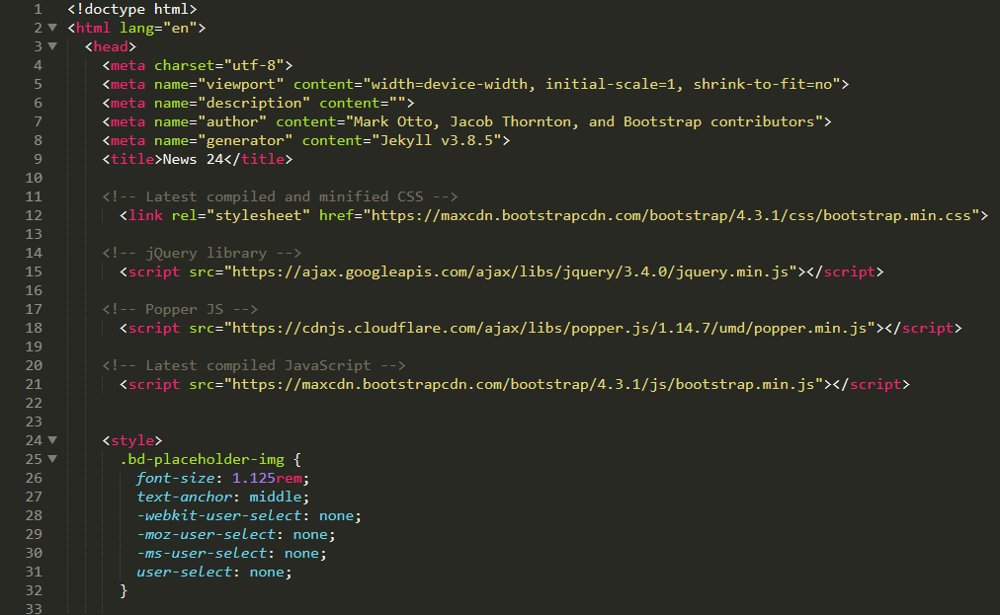 1 <!doctype html>
2 <html lang="en">
3 <head>
4 <meta charset="utf-8">
5 <meta name="viewport" content="width=device-width, initial-scale=1, shrink-to-fit=no">
6 <meta name="description" content="">
7 <meta name="author" content="Mark Otto, Jacob Thornton, and Bootstrap contributors">
8 <meta name="generator" content="Jekyll v3.8.5">
9 <title>News 24</title>
10
11 <!-- Latest compiled and minified CSS -->
12 <link rel="stylesheet" href="https://maxcdn.bootstrapcdn.com/bootstrap/4.3.1/css/bootstrap.min.css">
13
14 <!-- jQuery library -->
15 <script src="https://ajax.googleapis.com/ajax/libs/jquery/3.4.0/jquery.min.js"></script>
16
17 <!-- Popper JS -->
18 <script src="https://cdnjs.cloudflare.com/ajax/libs/popper.js/1.14.7/umd/popper.min.js"></script>
19
20 <!-- Latest compiled JavaScript -->
21 <script src="https://maxcdn.bootstrapcdn.com/bootstrap/4.3.1/js/bootstrap.min.js"></script>
22
23
24 <style>
25 .bd-placeholder-img {
26 font-size: 1.125rem;
27 text-anchor: middle;
28 -webkit-user-select: none;
29 -moz-user-select: none;
30 -ms-user-select: none;
31 user-select: none;
32 }
33